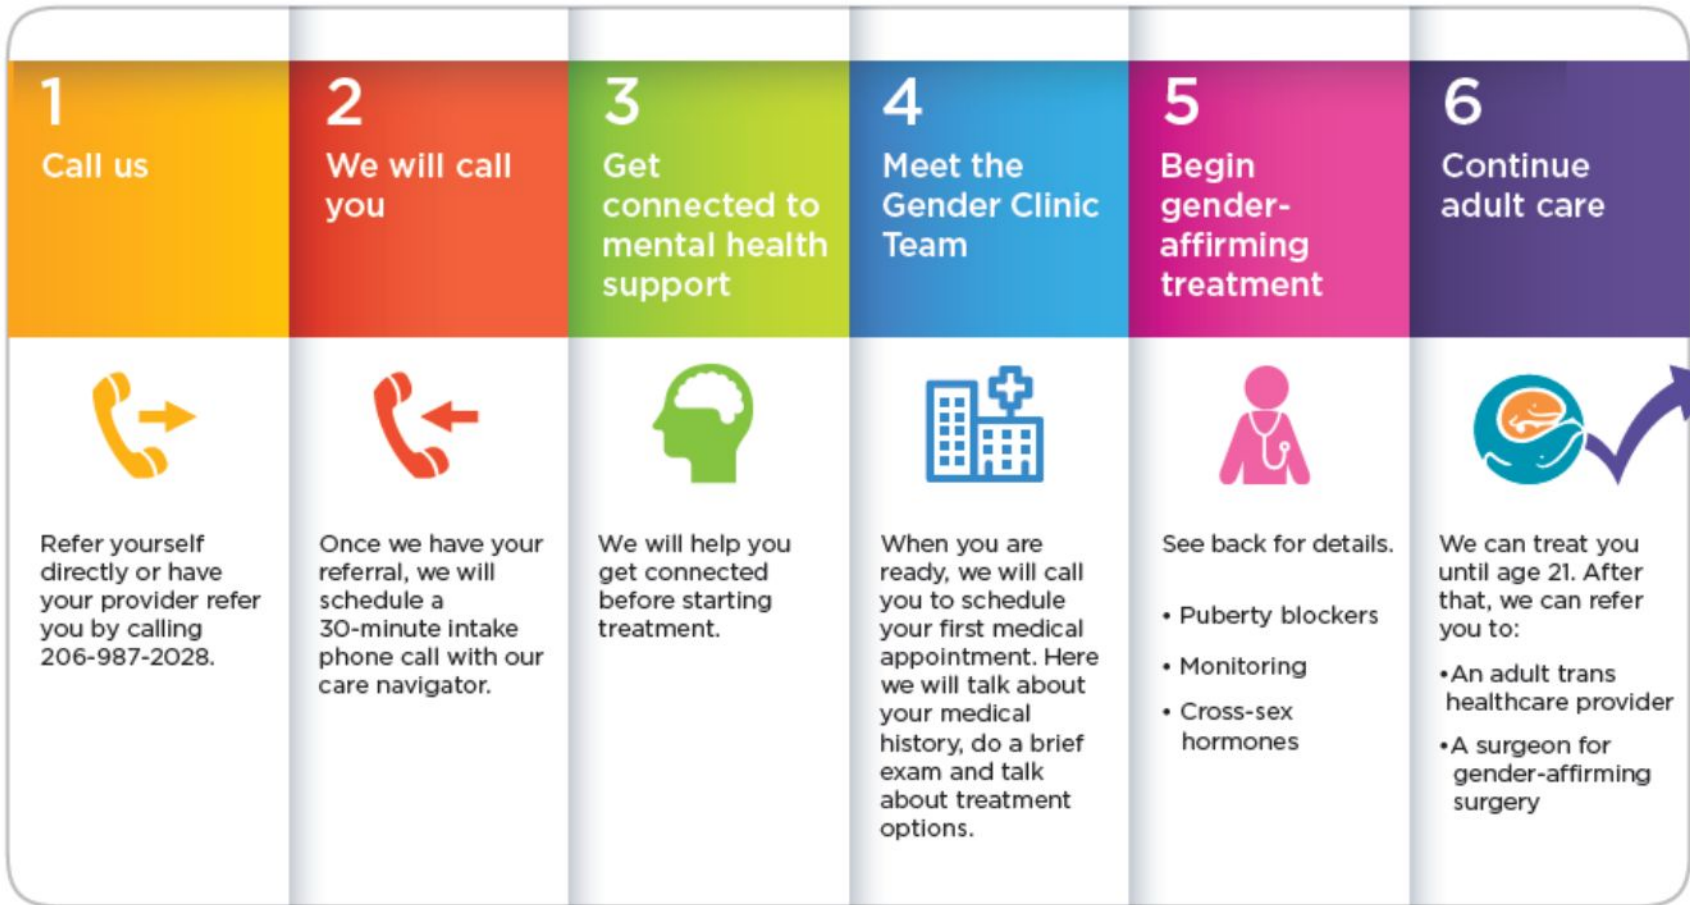 1
Call us
Refer yourself
directly or have
your provider refer
you by calling
206-987-2028.
2
We will call
you
Once we have your
referral, we will
schedule a
30-minute intake
phone call with our
care navigator.
3
Get
connected to
mental health
support
We will help you
get connected
before starting
treatment.
4
Meet the
Gender Clinic
Team
When you are
ready, we will call
you to schedule
your first medical
appointment. Here
we will talk about
your medical
history, do a brief
exam and talk
about treatment
options.
5
Begin
gender-
affirming
treatment
See back for details.
• Puberty blockers
• Monitoring
• Cross-sex
hormones
6
Continue
adult care
We can treat you
until age 21. After
that, we can refer
you to:
•An adult trans
healthcare provider
•A surgeon for
gender-affirming
surgery